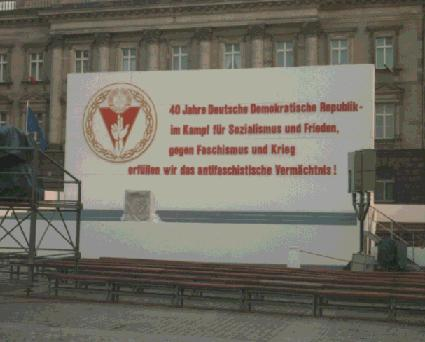 40 Jahre Deutsche Demokratische Republik-
im Kampf für Sozialismus und Frieden,
gegen Faschismus und Krieg
erfüllen wir das antifaschistische Vermächtnis !